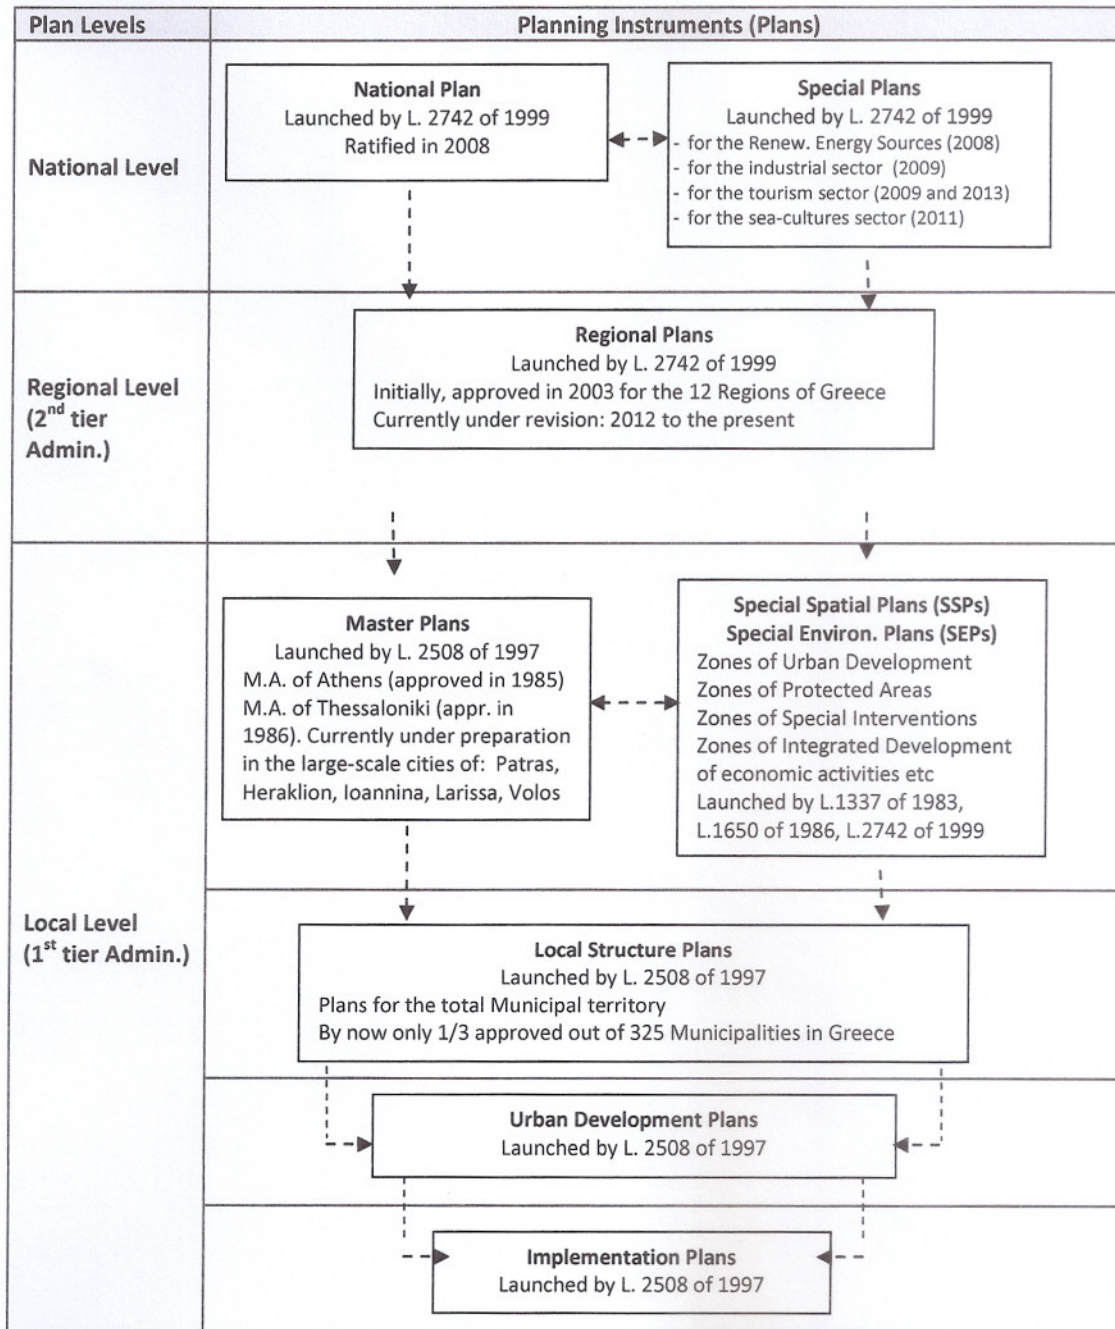 Plan Levels
Planning Instruments (Plans)
National Level
National Plan
Launched by L. 2742 of 1999
Ratified in 2008
Special Plans
Launched by L. 2742 of 1999
- for the Renew. Energy Sources (2008)
- for the industrial sector (2009)
- for the tourism sector (2009 and 2013)
- for the sea-cultures sector (2011)
Regional Level
(2nd tier
Admin.)
Regional Plans
Launched by L. 2742 of 1999
Initially, approved in 2003 for the 12 Regions of Greece
Currently under revision: 2012 to the present
Local Level
(1st tier Admin.)
Master Plans
Launched by L. 2508 of 1997
M.A. of Athens (approved in 1985)
M.A. of Thessaloniki (appr. in
1986). Currently under preparation
in the large-scale cities of: Patras,
Heraklion, Ioannina, Larissa, Volos
Special Spatial Plans (SSPs)
Special Environ. Plans (SEPs)
Zones of Urban Development
Zones of Protected Areas
Zones of Special Interventions
Zones of Integrated Development
of economic activities etc
Launched by L.1337 of 1983,
L.1650 of 1986, L.2742 of 1999
Local Structure Plans
Launched by L. 2508 of 1997
Plans for the total Municipal territory
By now only 1/3 approved out of 325 Municipalities in Greece
Urban Development Plans
Launched by L. 2508 of 1997
Implementation Plans
Launched by L. 2508 of 1997